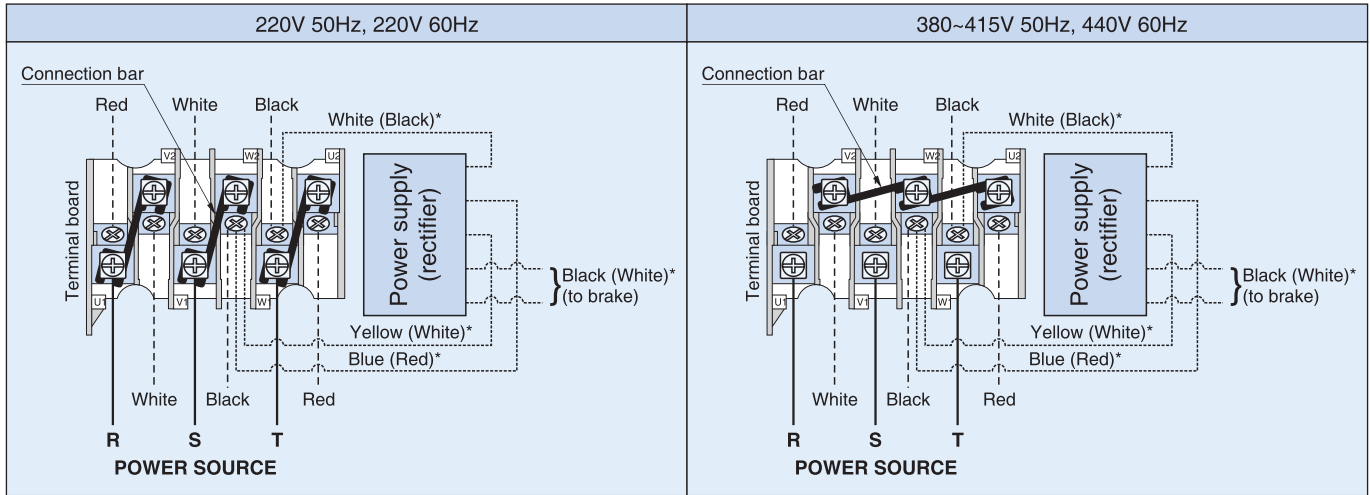 220V 50Hz, 220V 60Hz
Connection bar
Red White Black
White (Black)*
V2 W2 U2
Terminal board
Power supply
(rectifier)
Black (White)*
(to brake)
U1 V1 W1
Yellow (White)*
Blue (Red)*
White Black Red
R S T
POWER SOURCE
380~415V 50Hz, 440V 60Hz
Connection bar
Red White Black
White (Black)*
V2 W2 U2
Terminal board
Power supply
(rectifier)
Black (White)*
(to brake)
U1 V1 W
Yellow (White)*
Blue (Red)*
White Black Red
R S T
POWER SOURCE